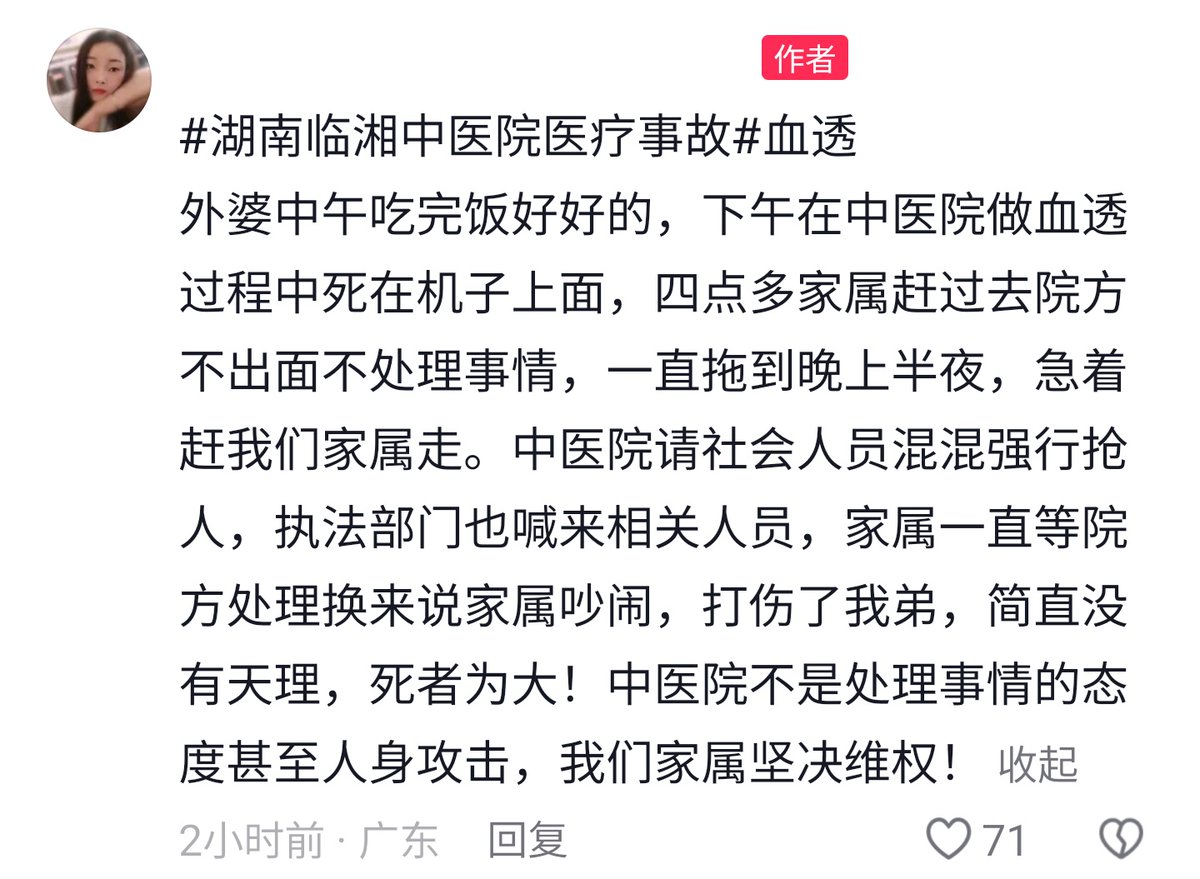 作者
#湖南临湘中医院医疗事故#血透
外婆中午吃完饭好好的，下午在中医院做血透
过程中死在机子上面，四点多家属赶过去院方
不出面不处理事情，一直拖到晚上半夜，急着
赶我们家属走。中医院请社会人员混混强行抢
人，执法部门也喊来相关人员，家属一直等院
方处理换来说家属吵闹，打伤了我弟，简直没
有天理，死者为大！中医院不是处理事情的态
度甚至人身攻击，我们家属坚决维权！ 收起
2小时前 · 广东 回复 71